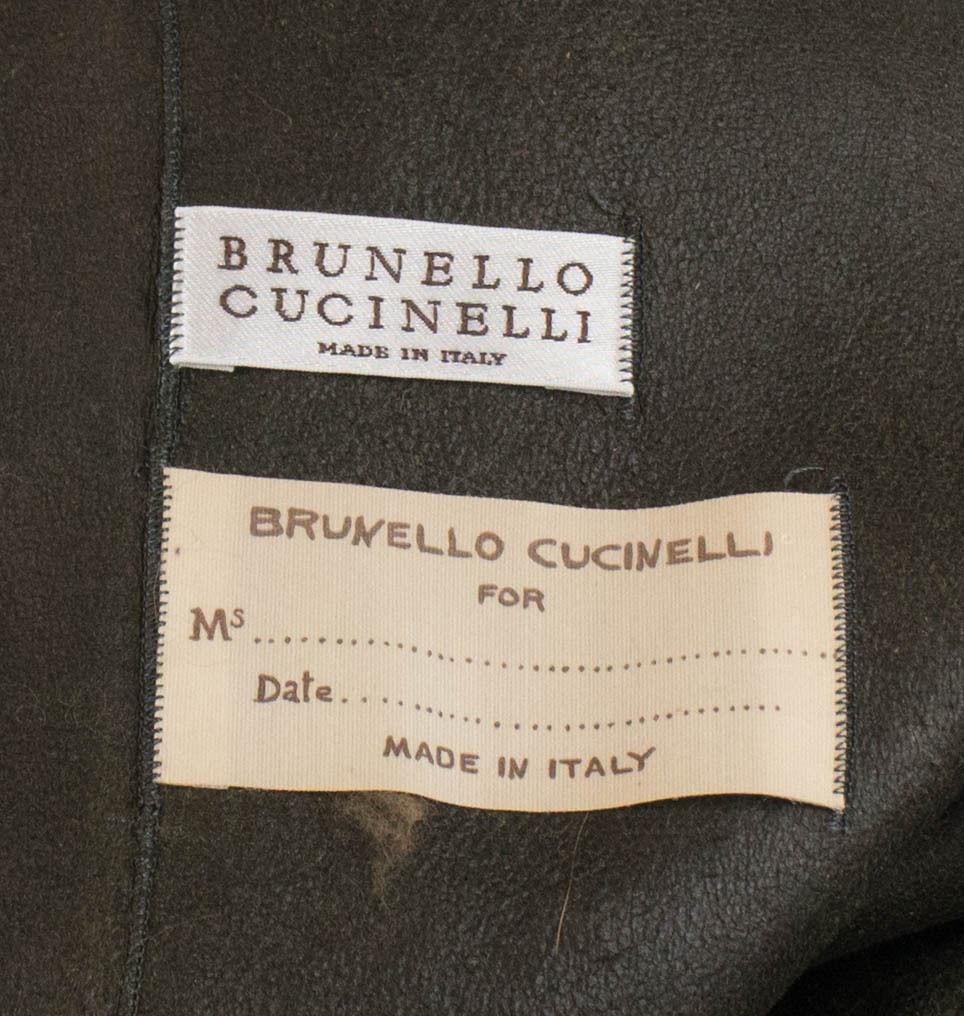 BRUNELLO
CUCINELLI
MADE IN ITALY
BRUNELLO CUCINELLI
FOR
Ms..........................................
Date................................
MADE IN ITALY